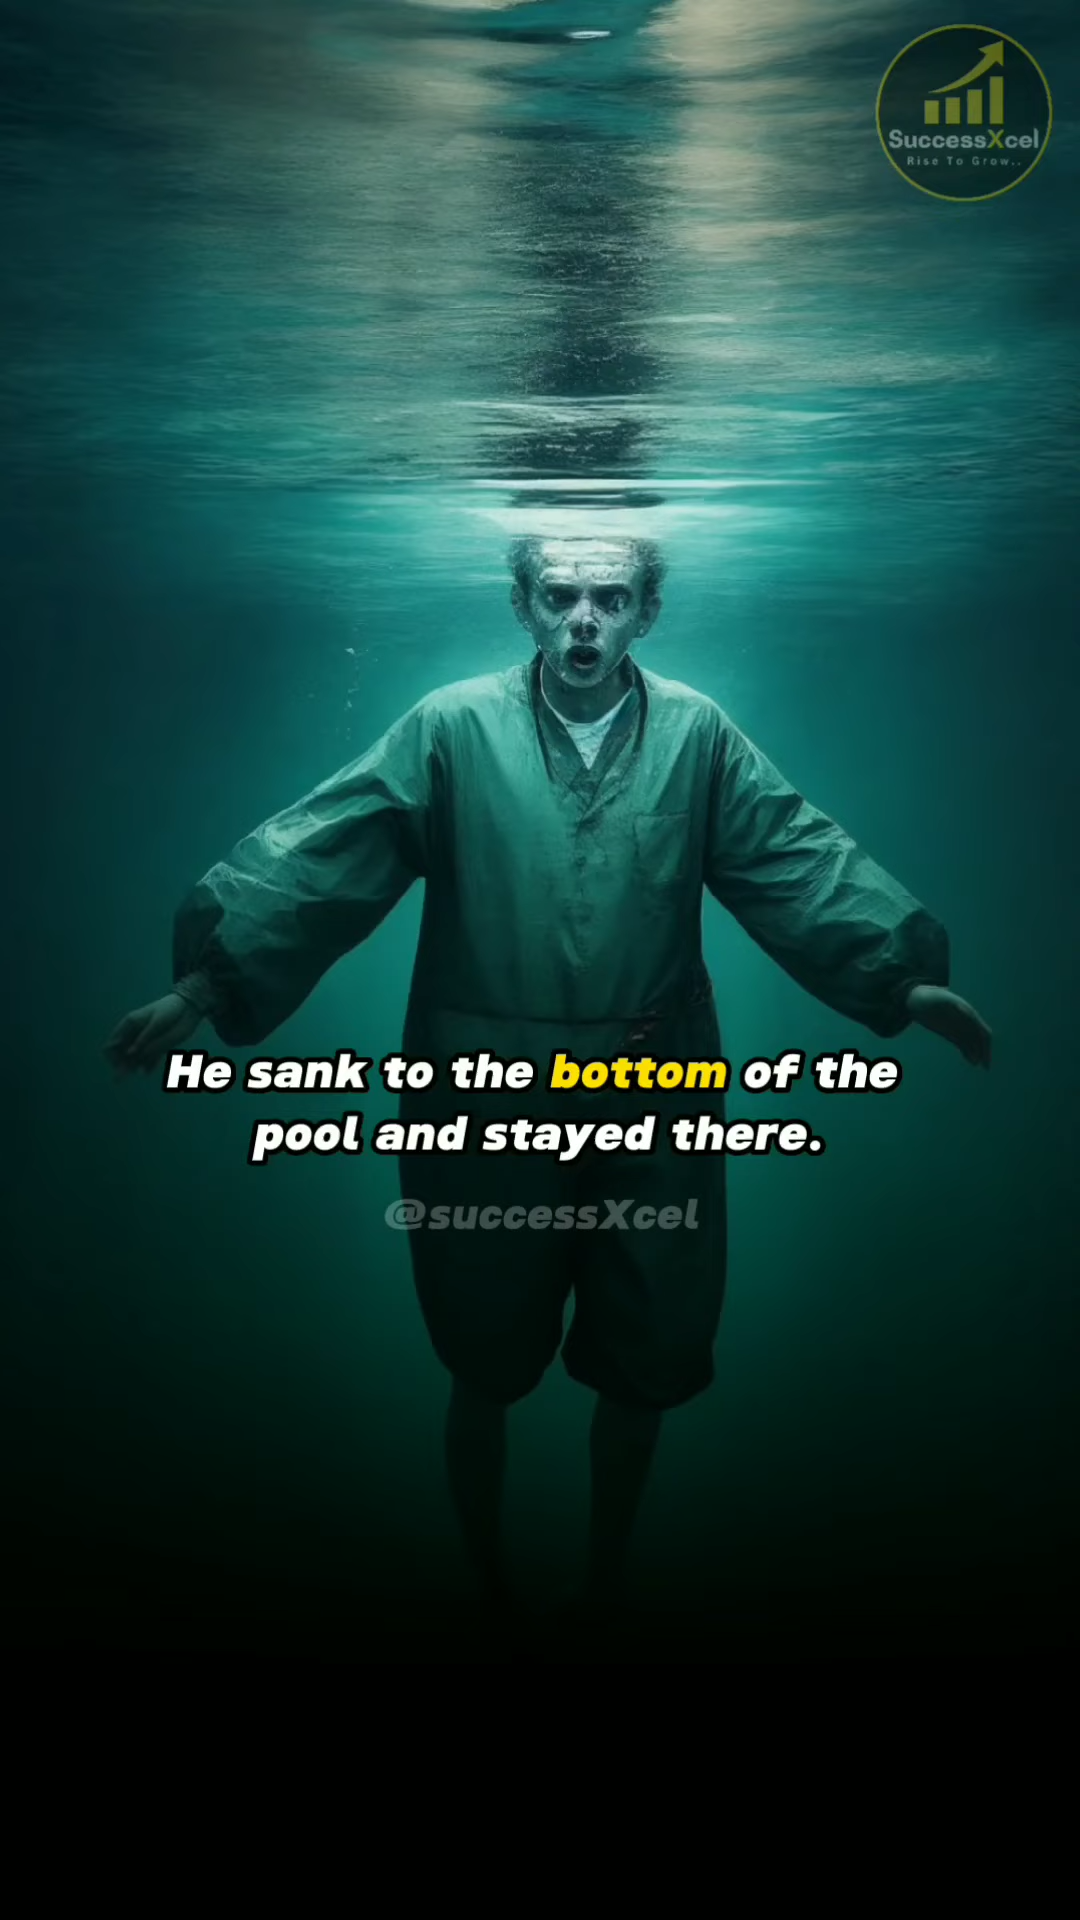 SuccessXcel
Rise To Grow..
He sank to the bottom of the
pool and stayed there.
@successXcel